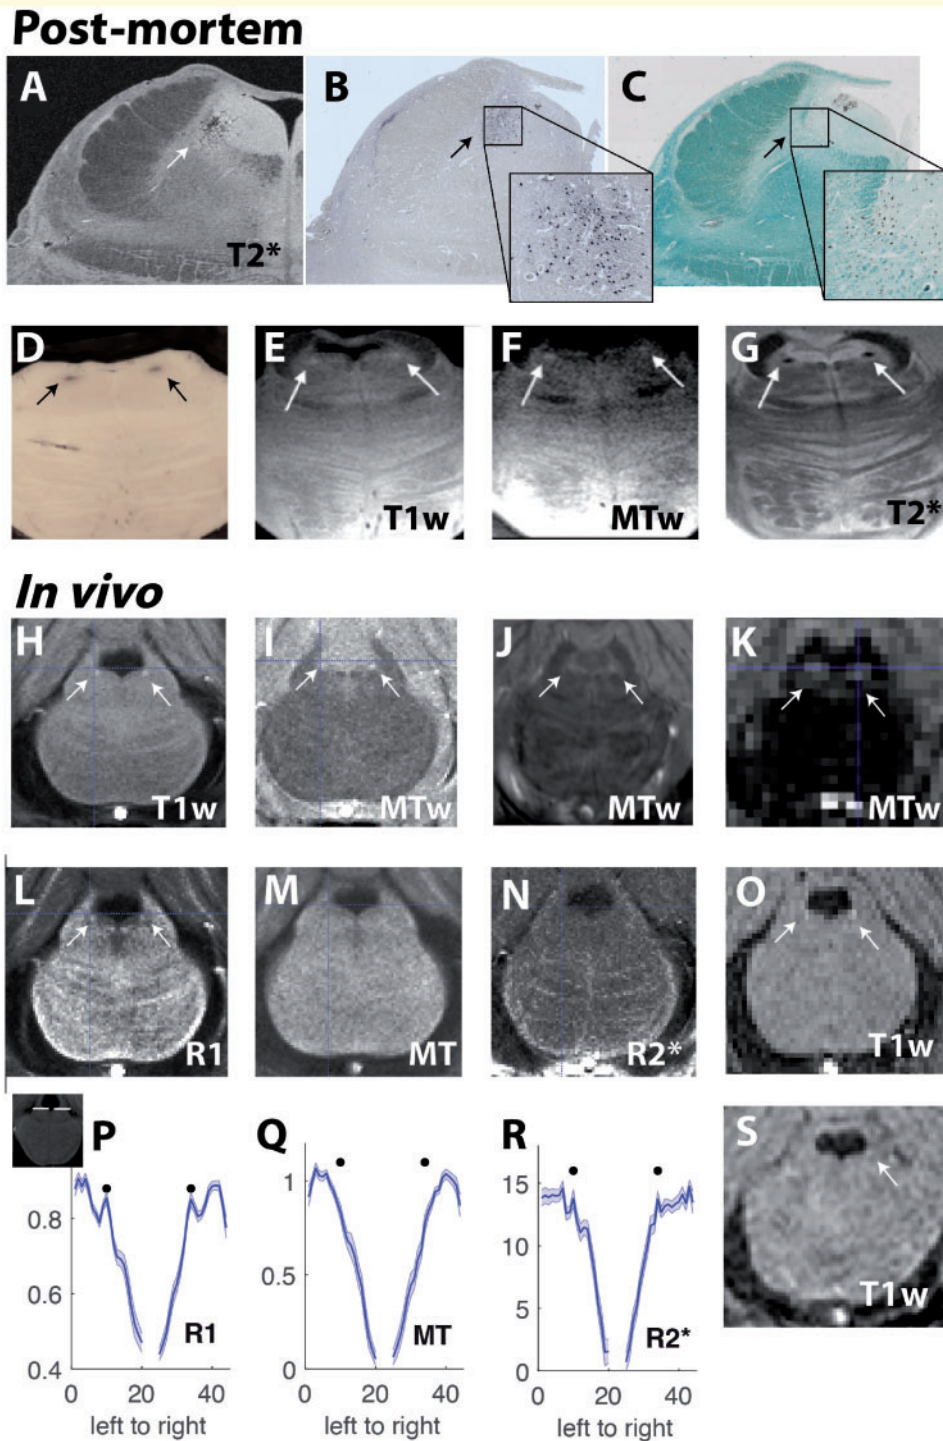 Post-mortem
A
B
C
T2*
D
E
F
G
T1w
MTw
T2*
In vivo
H
I
J
K
T1w
MTw
MTw
MTw
L
M
N
O
R1
MT
R2*
T1w
P
Q
R
S
0.8
0.6
0.4
1
0.5
0
15
10
5
0
R1
MT
R2*
T1w
0 20 40
0 20 40
0 20 40
left to right
left to right
left to right